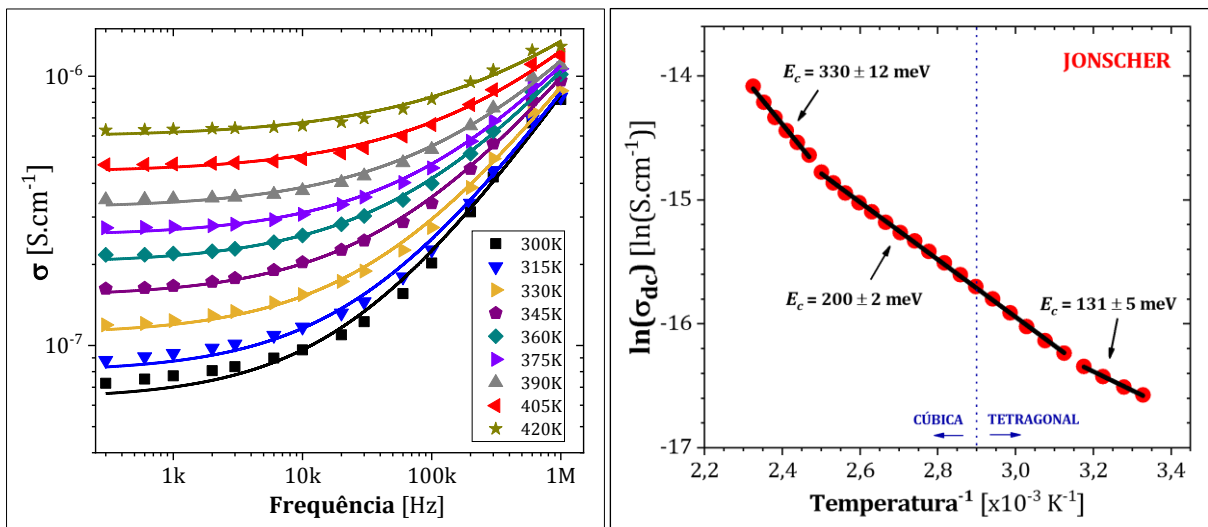 σ [S.cm⁻¹]
10⁻⁶
10⁻⁷
1k
10k
100k
1M
Frequência [Hz]
300K
315K
330K
345K
360K
375K
390K
405K
420K
JONSCHER
ln(σdc) [ln(S.cm⁻¹)]
-14
-15
-16
-17
E_c = 330 ± 12 meV
E_c = 200 ± 2 meV
E_c = 131 ± 5 meV
CÚBICA TETRAGONAL
2,2
2,4
2,6
2,8
3,0
3,2
3,4
Temperatura⁻¹ [x10⁻³ K⁻¹]